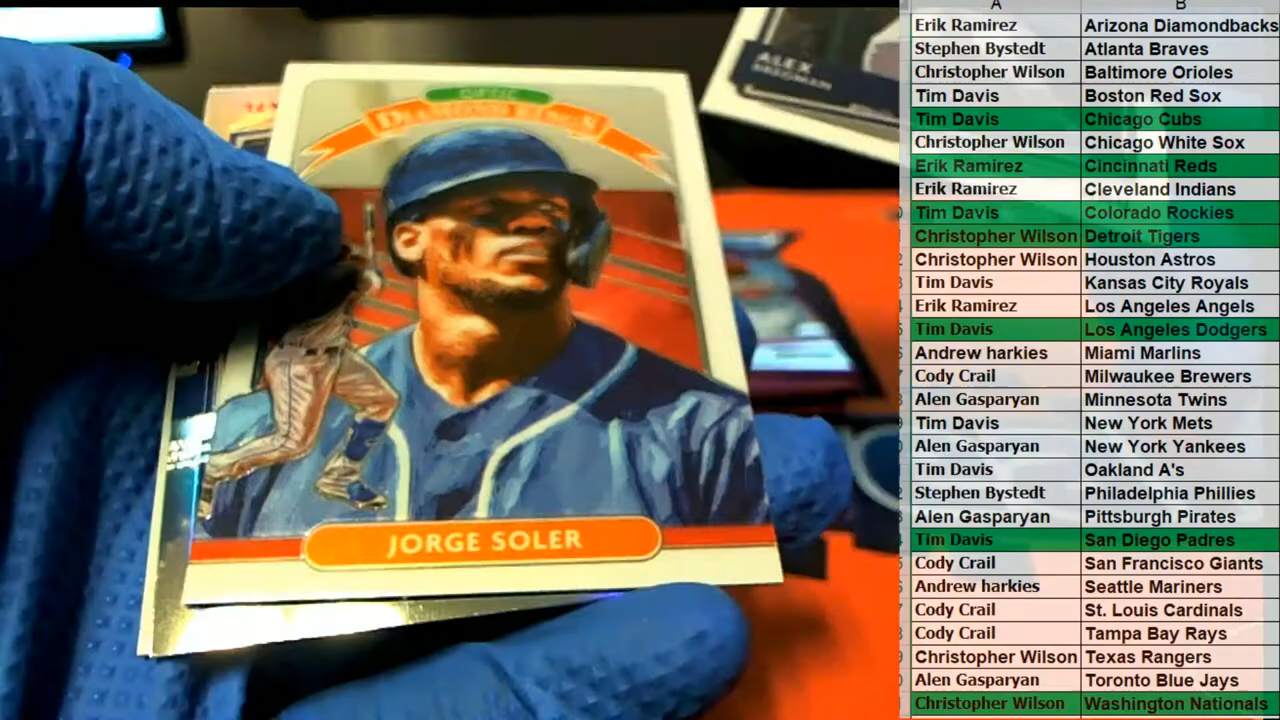 ALEX
BREGMAN
OPTIC
DIAMOND KINGS
JORGE SOLER
A B
Erik Ramirez Arizona Diamondbacks
Stephen Bystedt Atlanta Braves
Christopher Wilson Baltimore Orioles
Tim Davis Boston Red Sox
Tim Davis Chicago Cubs
Christopher Wilson Chicago White Sox
Erik Ramirez Cincinnati Reds
Erik Ramirez Cleveland Indians
Tim Davis Colorado Rockies
Christopher Wilson Detroit Tigers
Christopher Wilson Houston Astros
Tim Davis Kansas City Royals
Erik Ramirez Los Angeles Angels
Tim Davis Los Angeles Dodgers
Andrew harkies Miami Marlins
Cody Crail Milwaukee Brewers
Alen Gasparyan Minnesota Twins
Tim Davis New York Mets
Alen Gasparyan New York Yankees
Tim Davis Oakland A's
Stephen Bystedt Philadelphia Phillies
Alen Gasparyan Pittsburgh Pirates
Tim Davis San Diego Padres
Cody Crail San Francisco Giants
Andrew harkies Seattle Mariners
Cody Crail St. Louis Cardinals
Cody Crail Tampa Bay Rays
Christopher Wilson Texas Rangers
Alen Gasparyan Toronto Blue Jays
Christopher Wilson Washington Nationals